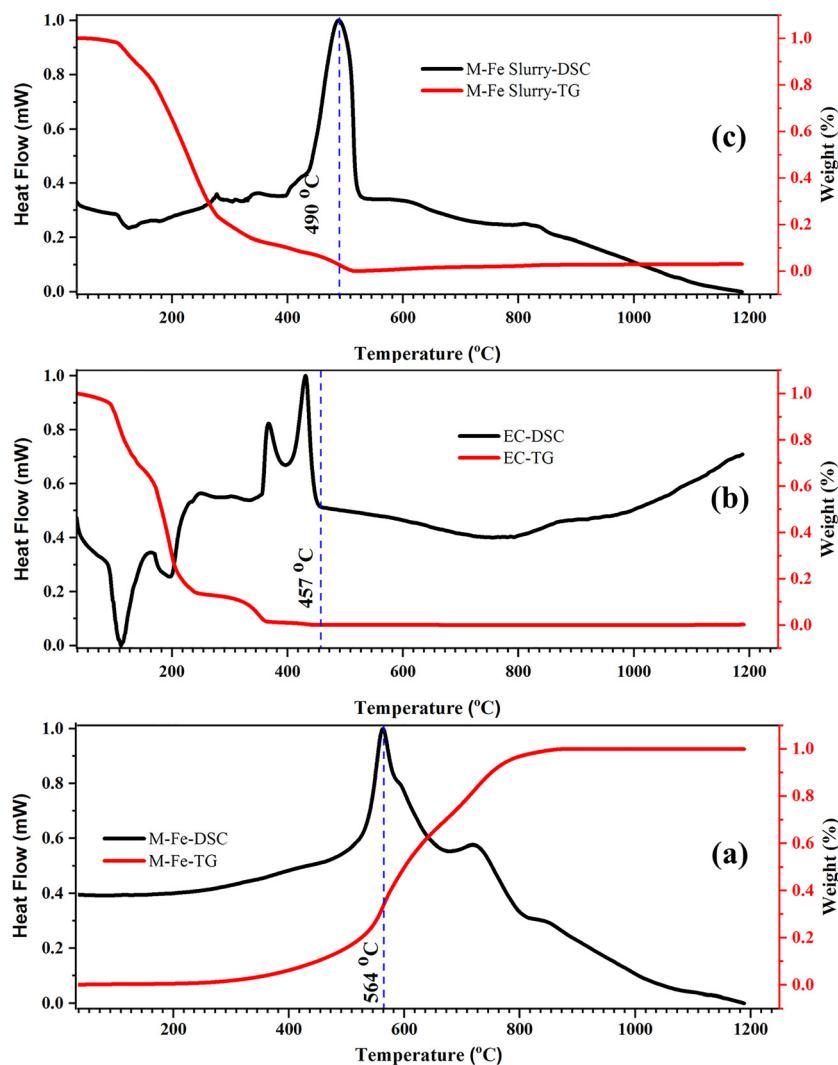 1.0
0.8
0.6
0.4
0.2
0.0
Heat Flow (mW)
M-Fe Slurry-DSC
M-Fe Slurry-TG
(c)
490 °C
1.0
0.8
0.6
0.4
0.2
0.0
Weight (%)
200 400 600 800 1000 1200
Temperature (°C)
1.0
0.8
0.6
0.4
0.2
0.0
Heat Flow (mW)
EC-DSC
EC-TG
(b)
457 °C
1.0
0.8
0.6
0.4
0.2
0.0
Weight (%)
200 400 600 800 1000 1200
Temperature (°C)
1.0
0.8
0.6
0.4
0.2
0.0
Heat Flow (mW)
M-Fe-DSC
M-Fe-TG
(a)
564 °C
1.0
0.8
0.6
0.4
0.2
0.0
Weight (%)
200 400 600 800 1000 1200
Temperature (°C)